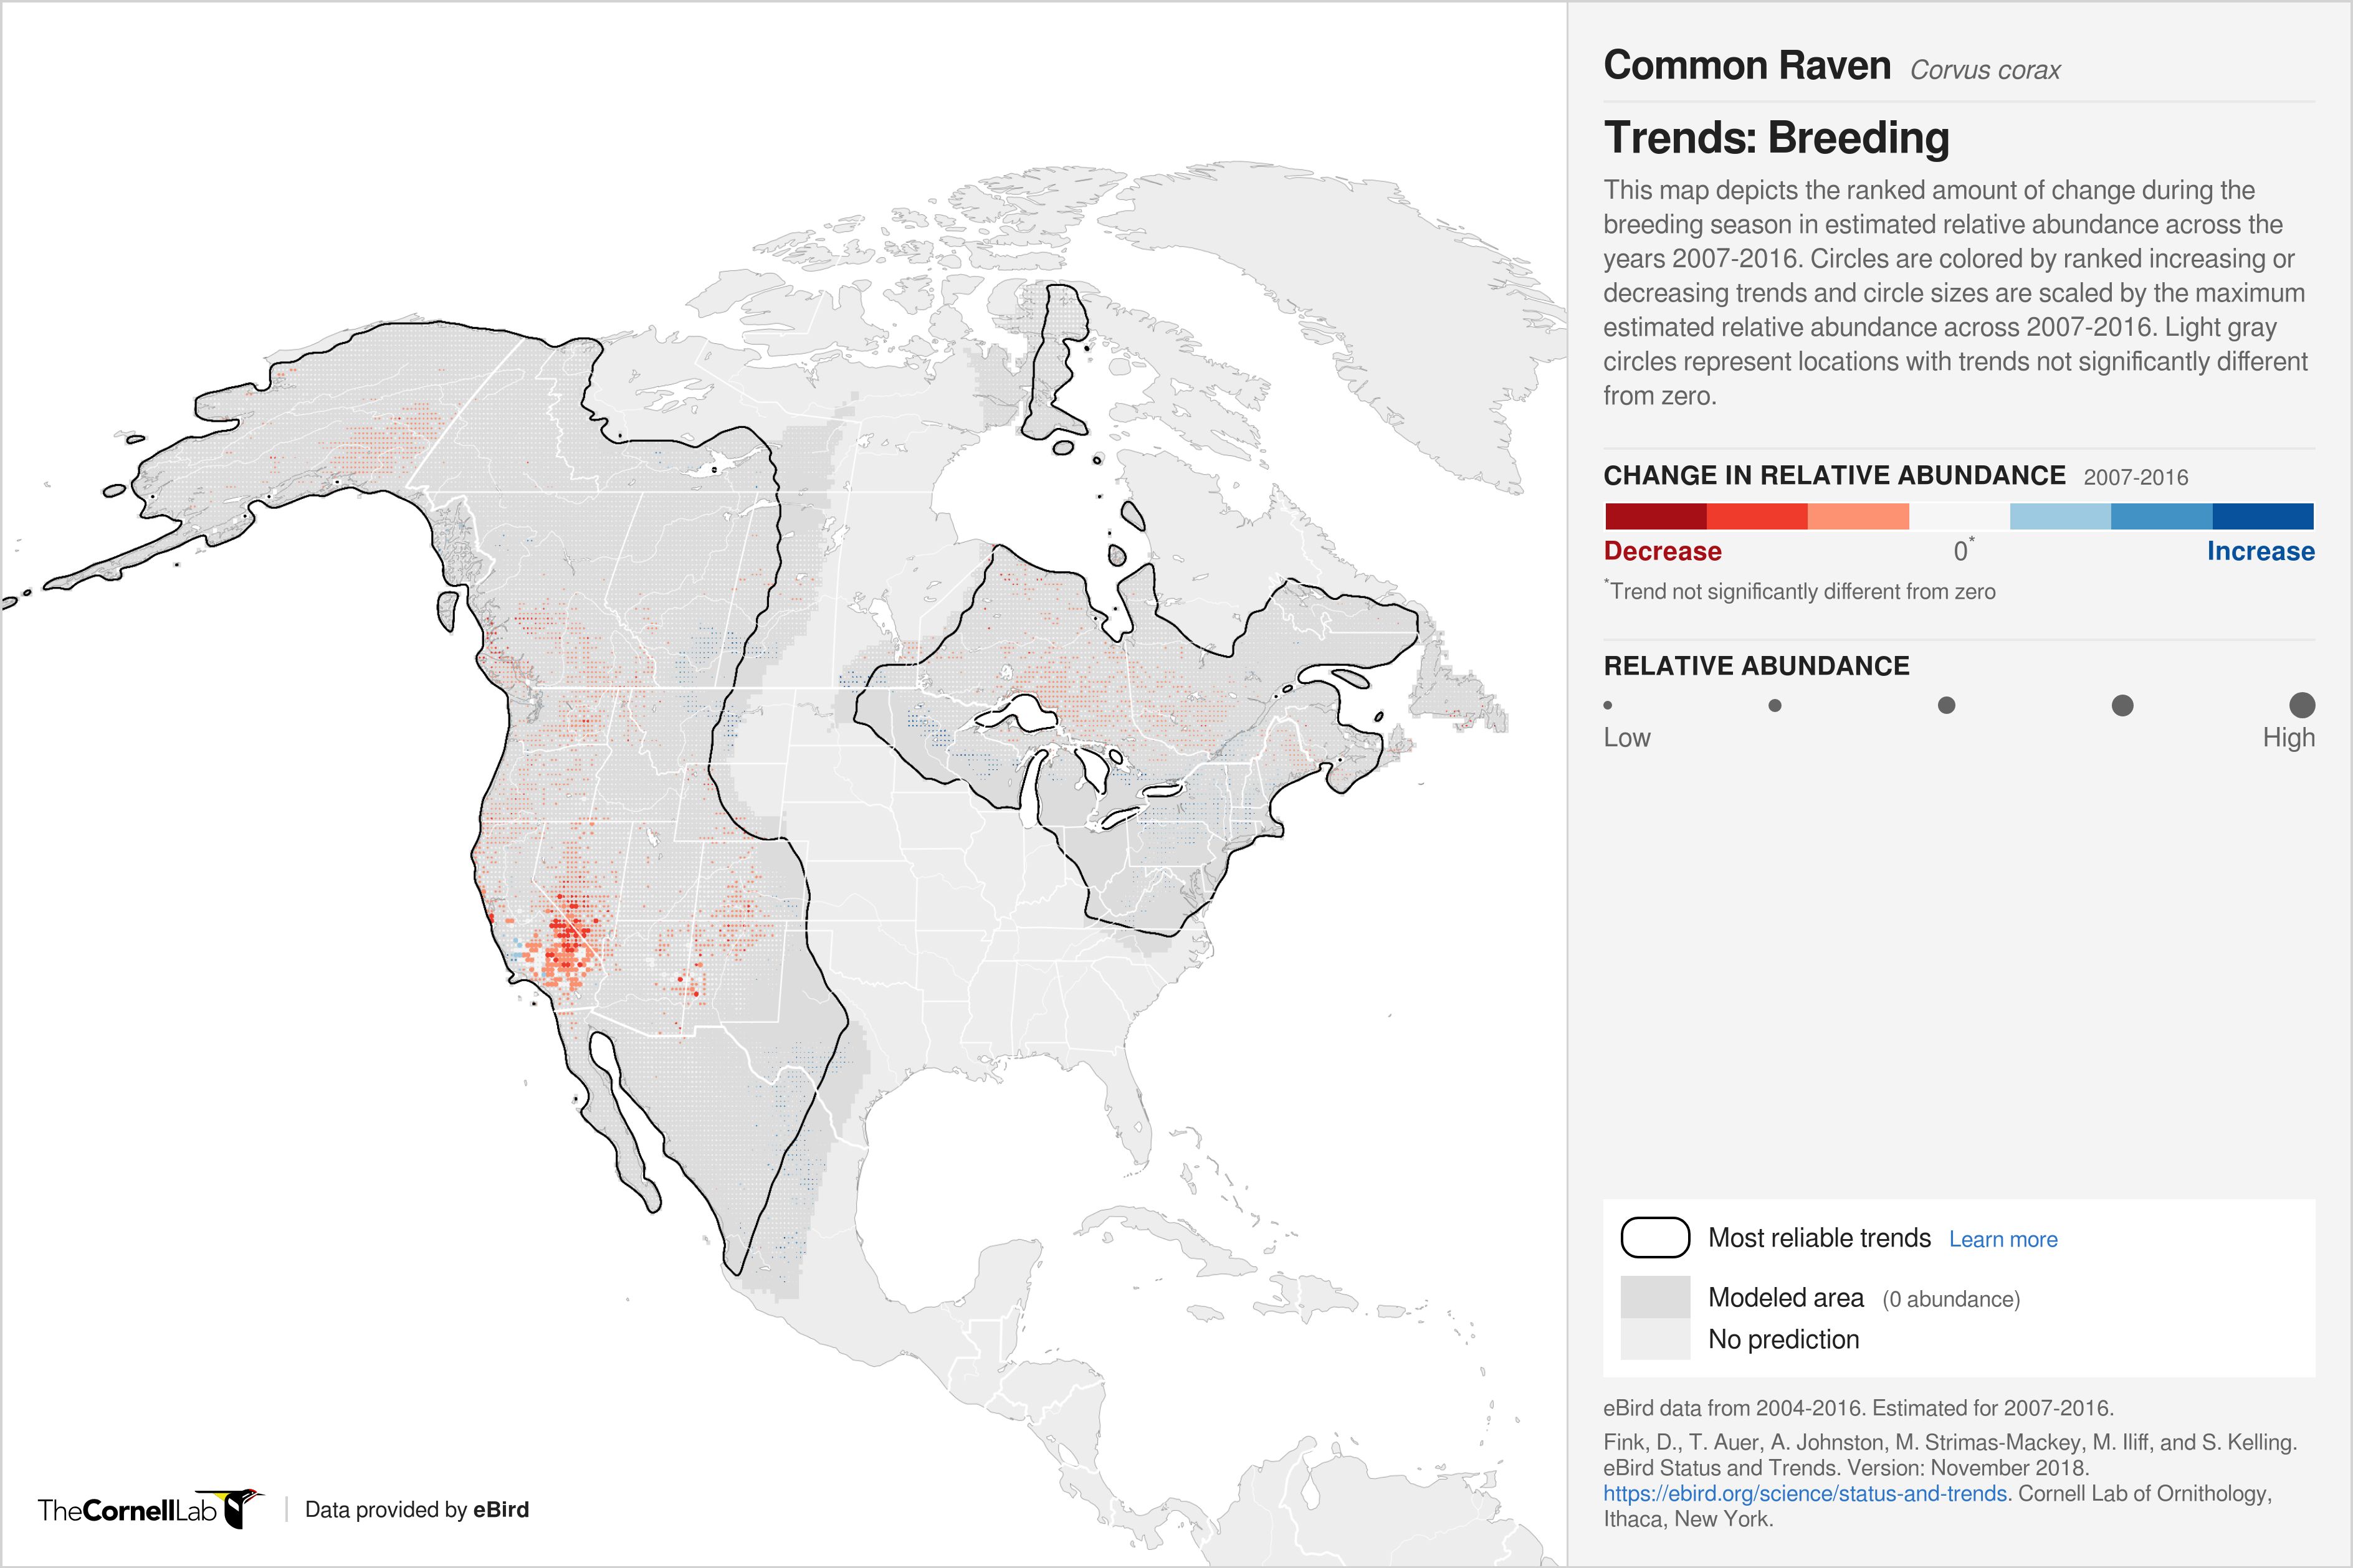 Common Raven Corvus corax
Trends: Breeding
This map depicts the ranked amount of change during the
breeding season in estimated relative abundance across the
years 2007-2016. Circles are colored by ranked increasing or
decreasing trends and circle sizes are scaled by the maximum
estimated relative abundance across 2007-2016. Light gray
circles represent locations with trends not significantly different
from zero.
CHANGE IN RELATIVE ABUNDANCE 2007-2016
Decrease 0* Increase
*Trend not significantly different from zero
RELATIVE ABUNDANCE
Low High
Most reliable trends Learn more
Modeled area (0 abundance)
No prediction
eBird data from 2004-2016. Estimated for 2007-2016.
Fink, D., T. Auer, A. Johnston, M. Strimas-Mackey, M. Iliff, and S. Kelling.
eBird Status and Trends. Version: November 2018.
https://ebird.org/science/status-and-trends. Cornell Lab of Ornithology,
Ithaca, New York.
TheCornellLab Data provided by eBird